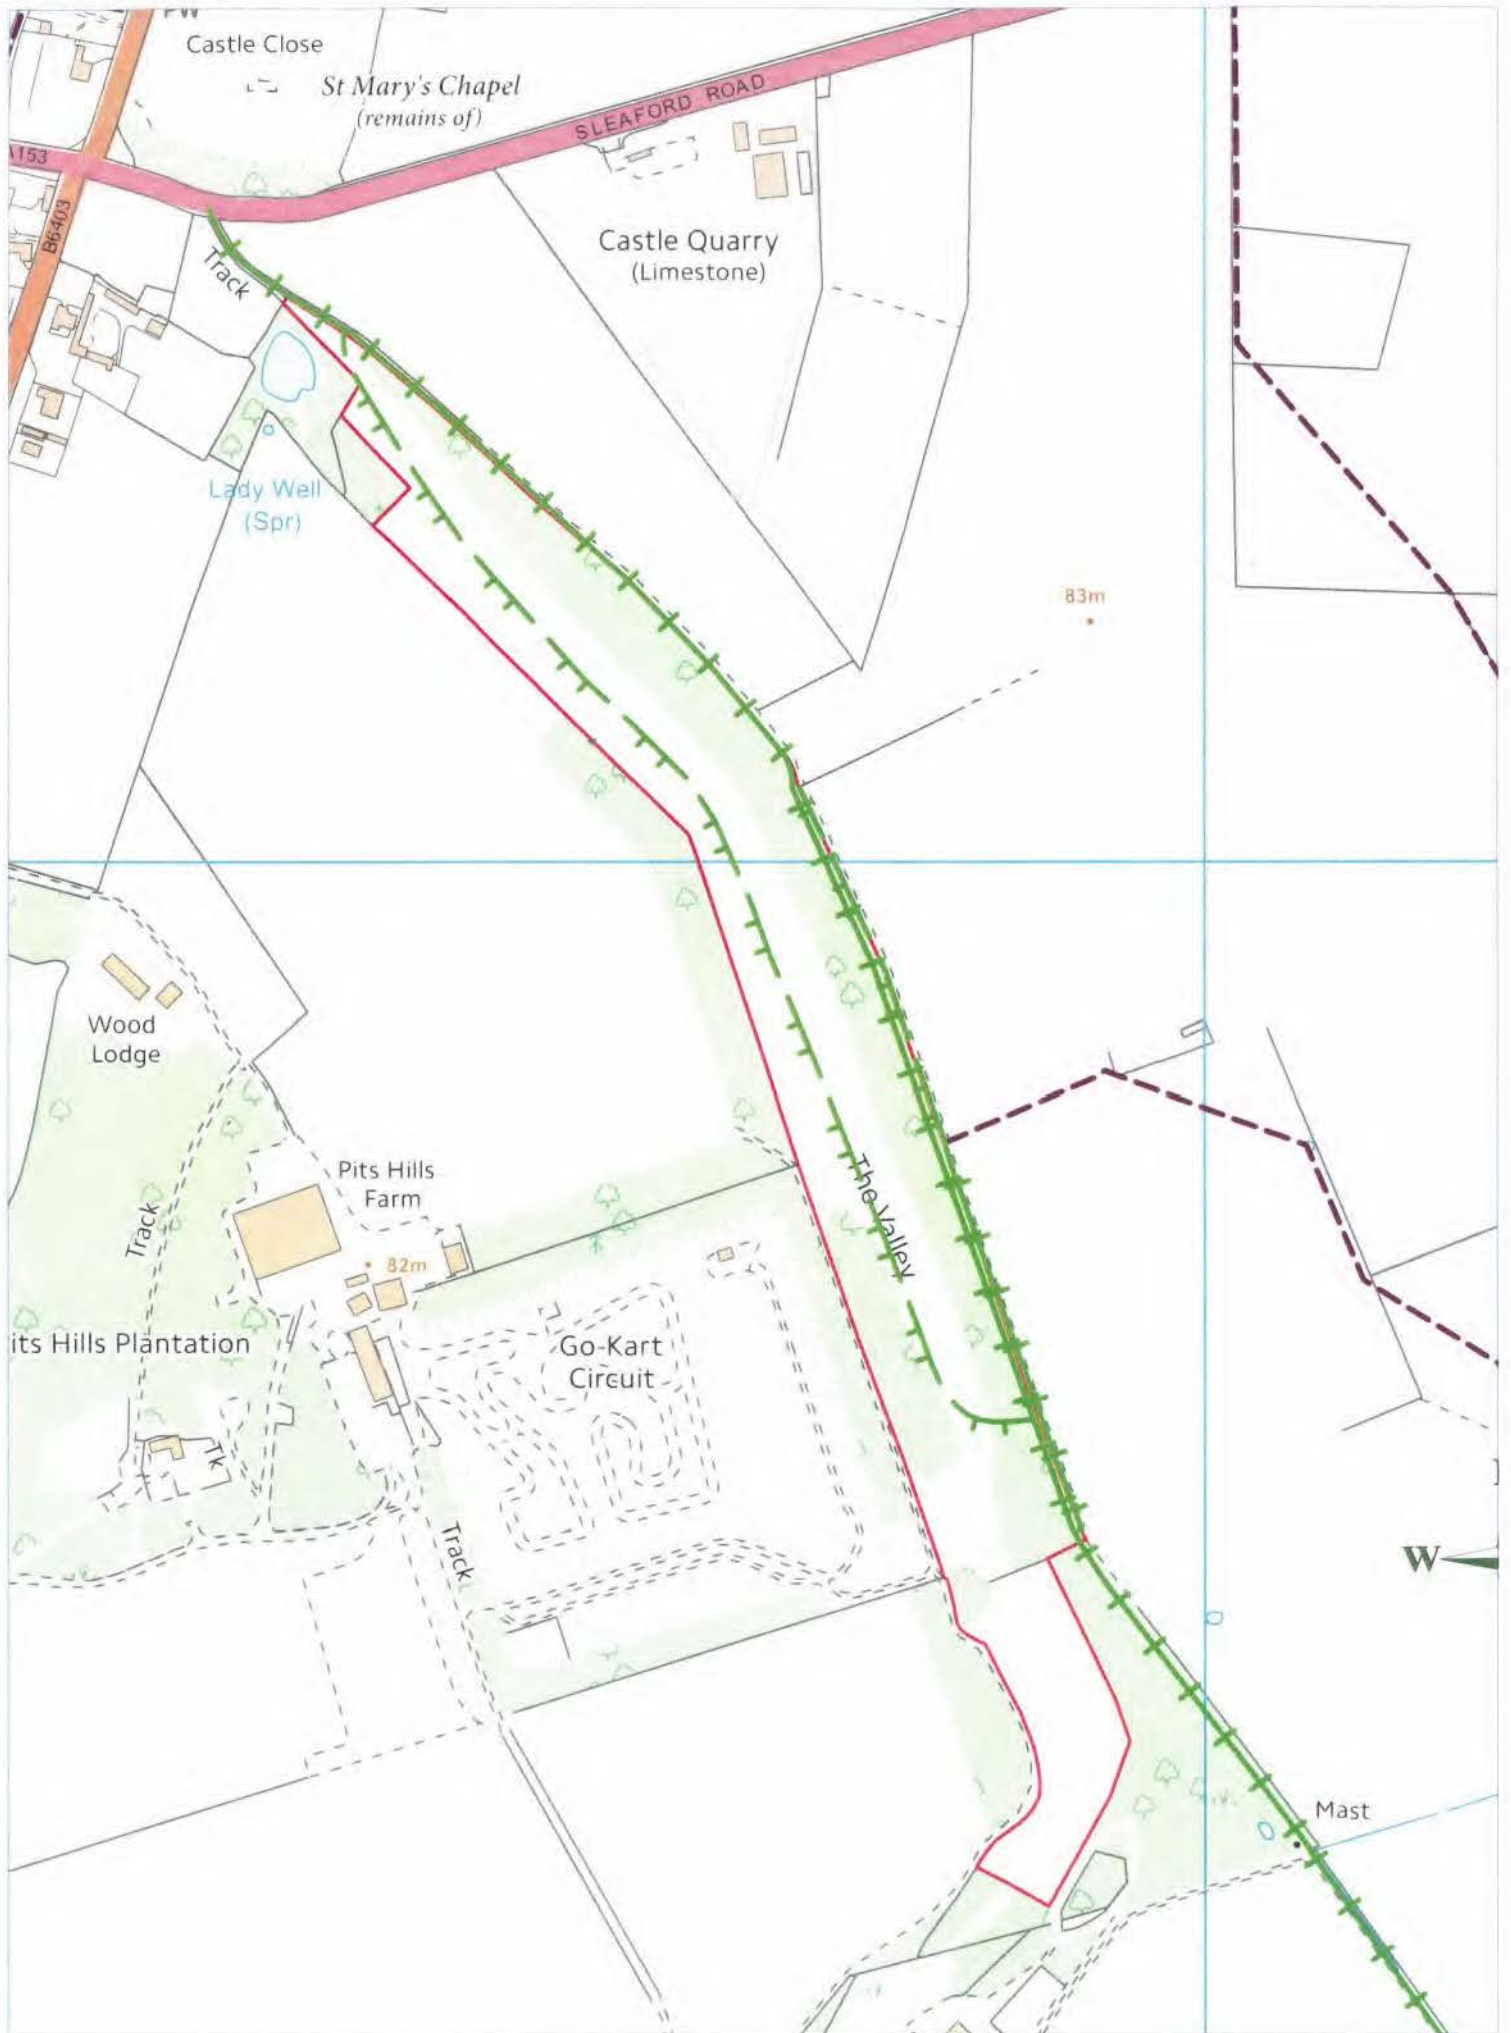 PW
Castle Close
St Mary's Chapel
(remains of)
SLEAFORD ROAD
A153
B6403
Track
Castle Quarry
(Limestone)
Lady Well
(Spr)
83m
Wood
Lodge
Pits Hills
Farm
Track
82m
The Valley
its Hills Plantation
Go-Kart
Circuit
Tk
Track
W
Mast